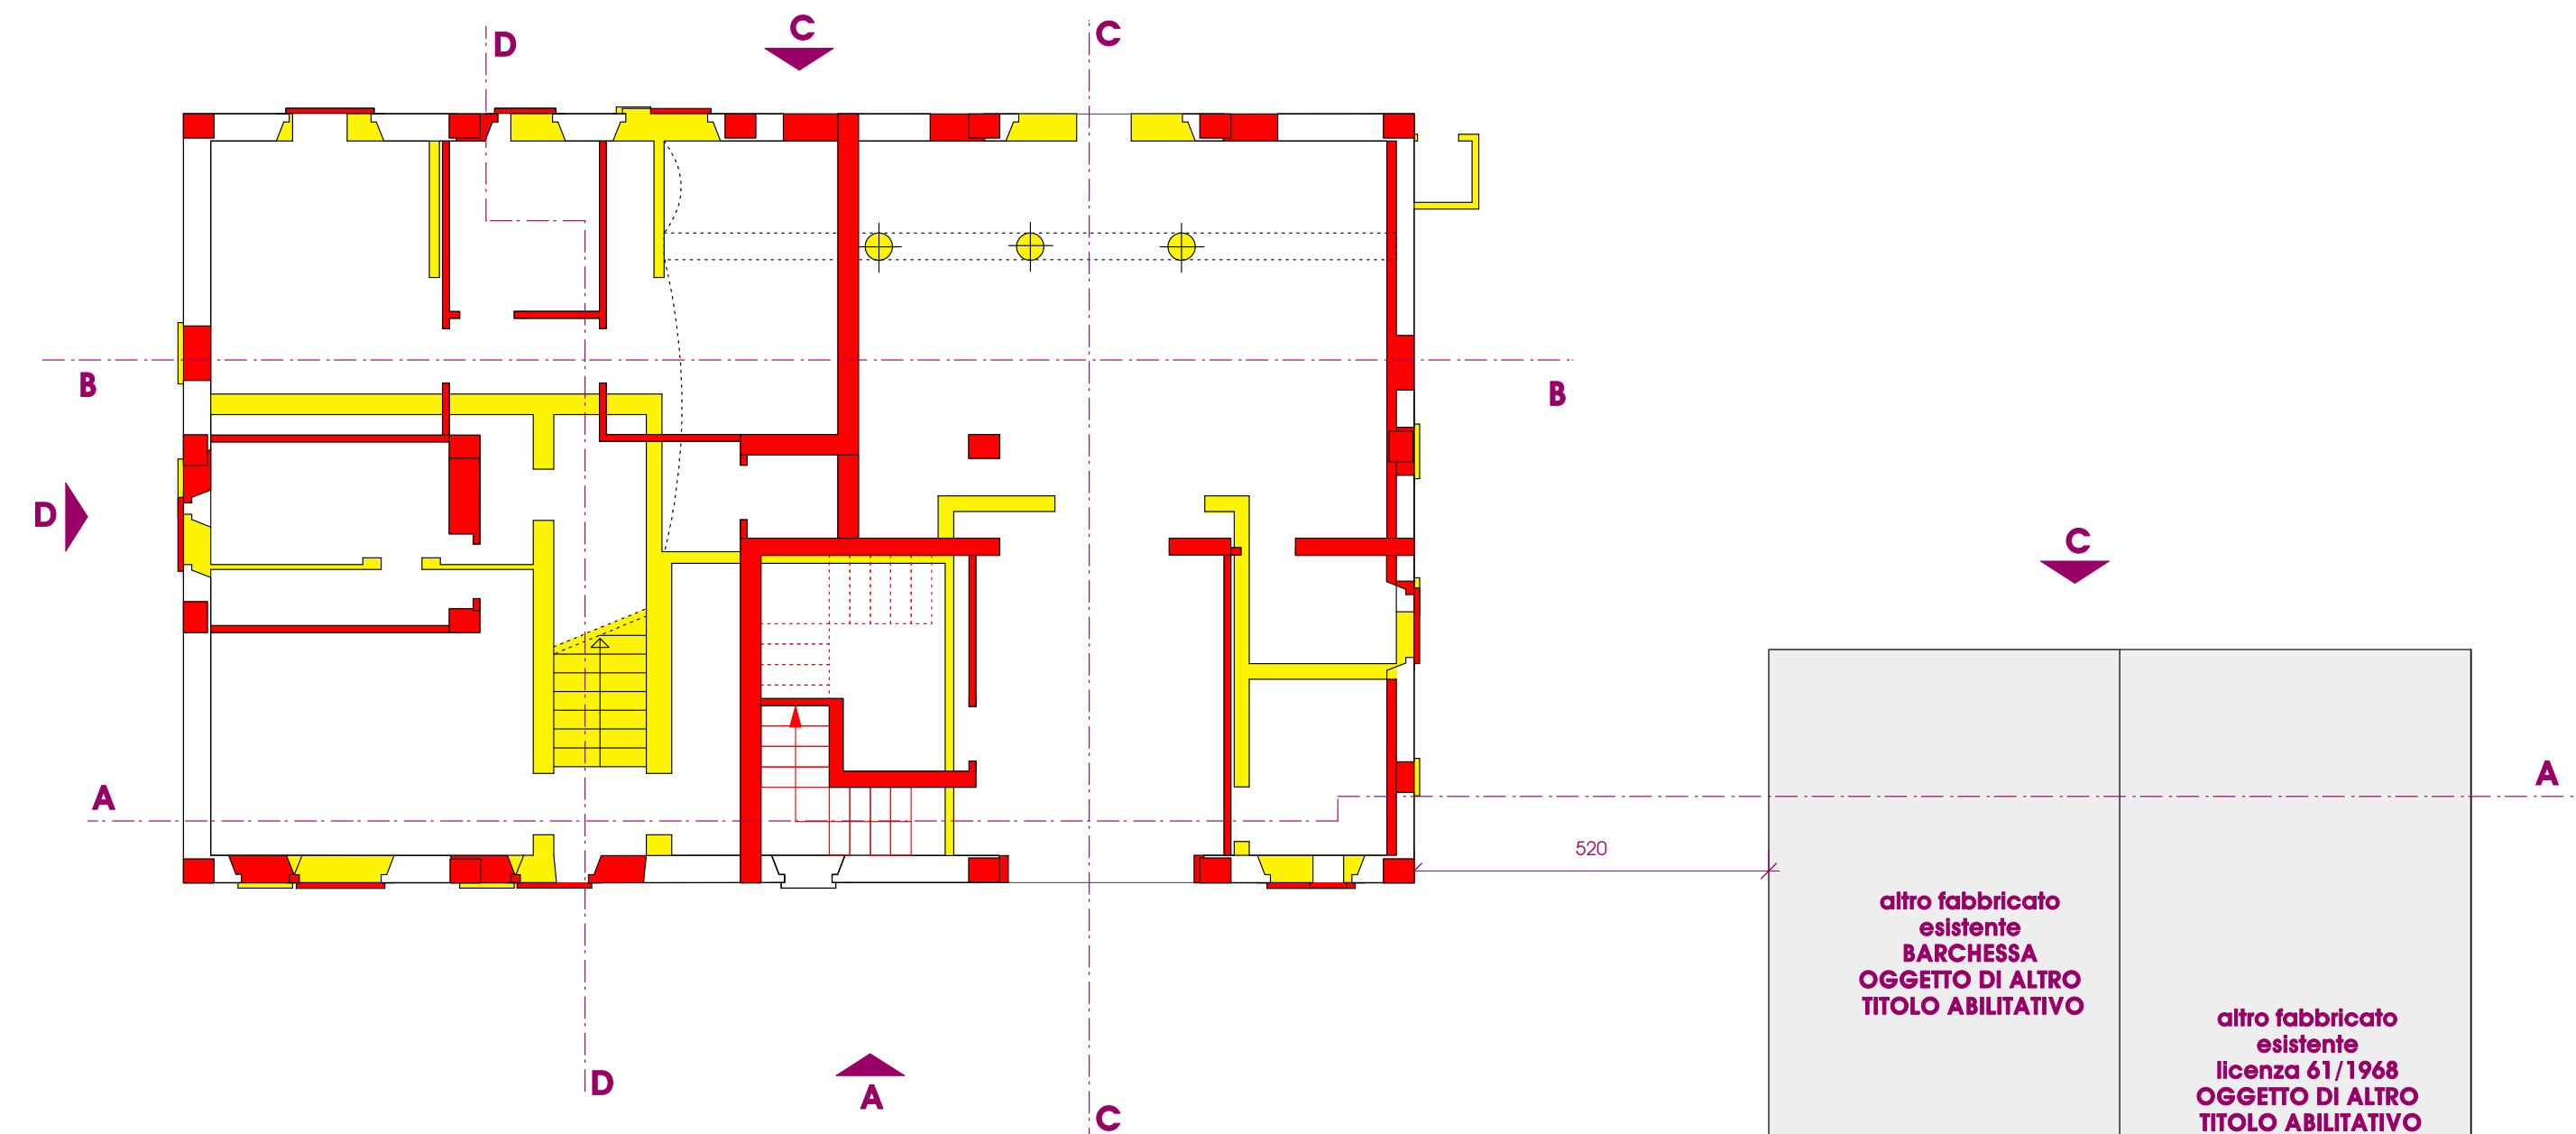 C
C
D
B
B
D
C
A
A
520
altro fabbricato
esistente
BARCHESSA
OGGETTO DI ALTRO
TITOLO ABILITATIVO
altro fabbricato
esistente
licenza 61/1968
OGGETTO DI ALTRO
TITOLO ABILITATIVO
D
A
C